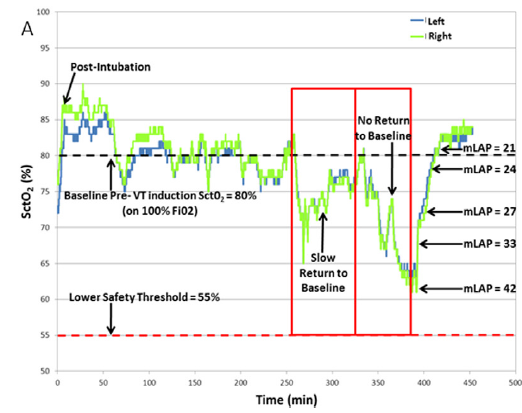 A
Left
Right
Post-Intubation
No Return
to Baseline
Baseline Pre- VT induction SctO₂ = 80%
(on 100% Fi02)
Slow
Return to
Baseline
Lower Safety Threshold = 55%
mLAP = 21
mLAP = 24
mLAP = 27
mLAP = 33
mLAP = 42
SctO₂ (%)
100
95
90
85
80
75
70
65
60
55
50
0
50
100
150
200
250
300
350
400
450
500
Time (min)